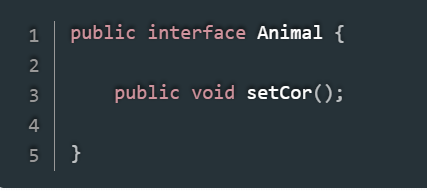 1 public interface Animal {
2
3     public void setCor();
4
5 }